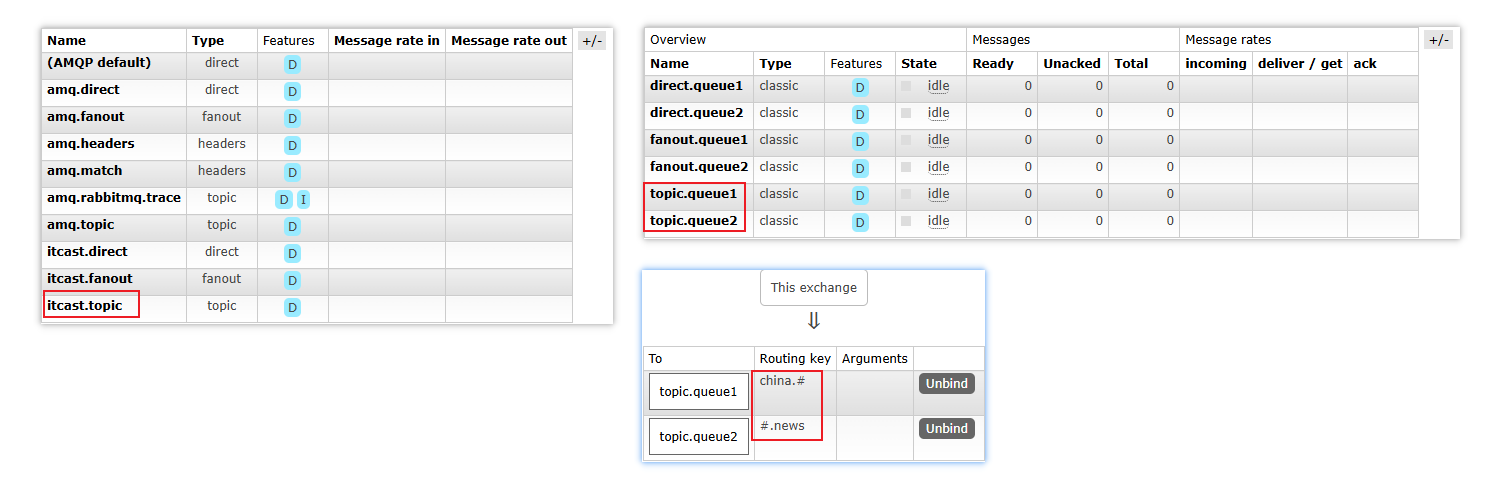 Name Type Features Message rate in Message rate out +/-
(AMQP default) direct D
amq.direct direct D
amq.fanout fanout D
amq.headers headers D
amq.match headers D
amq.rabbitmq.trace topic D I
amq.topic topic D
itcast.direct direct D
itcast.fanout fanout D
itcast.topic topic D
Overview Messages Message rates +/-
Name Type Features State Ready Unacked Total incoming deliver / get ack
direct.queue1 classic D idle 0 0 0
direct.queue2 classic D idle 0 0 0
fanout.queue1 classic D idle 0 0 0
fanout.queue2 classic D idle 0 0 0
topic.queue1 classic D idle 0 0 0
topic.queue2 classic D idle 0 0 0
This exchange
⇓
To Routing key Arguments
topic.queue1 china.# Unbind
topic.queue2 #.news Unbind